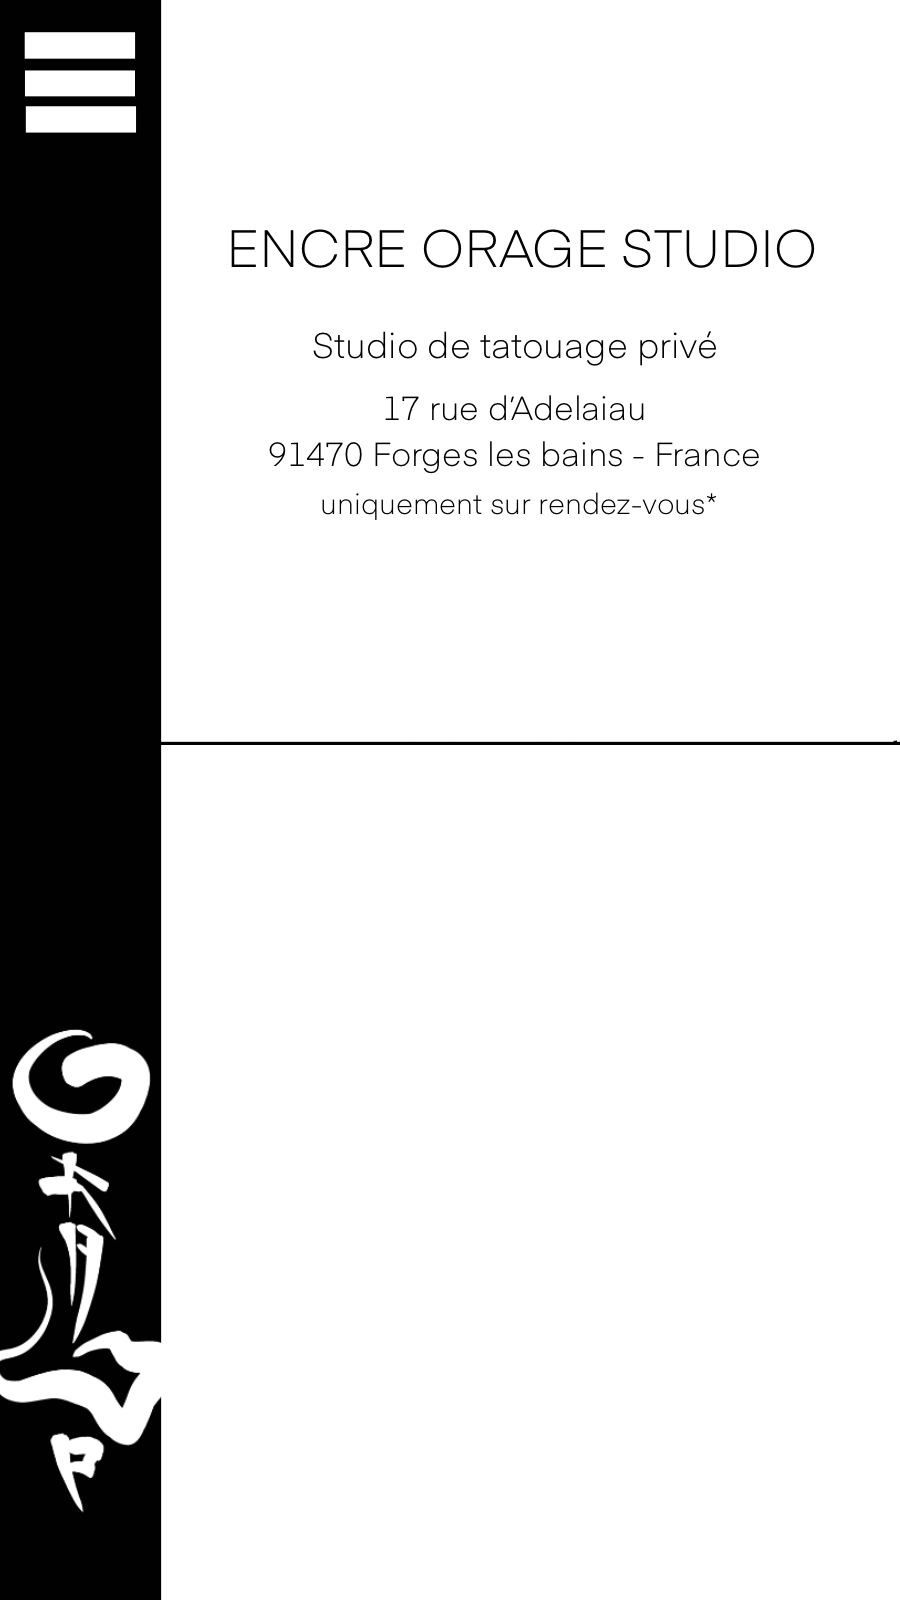 ENCRE ORAGE STUDIO
Studio de tatouage privé
17 rue d’Adelaiau
91470 Forges les bains - France
uniquement sur rendez-vous*